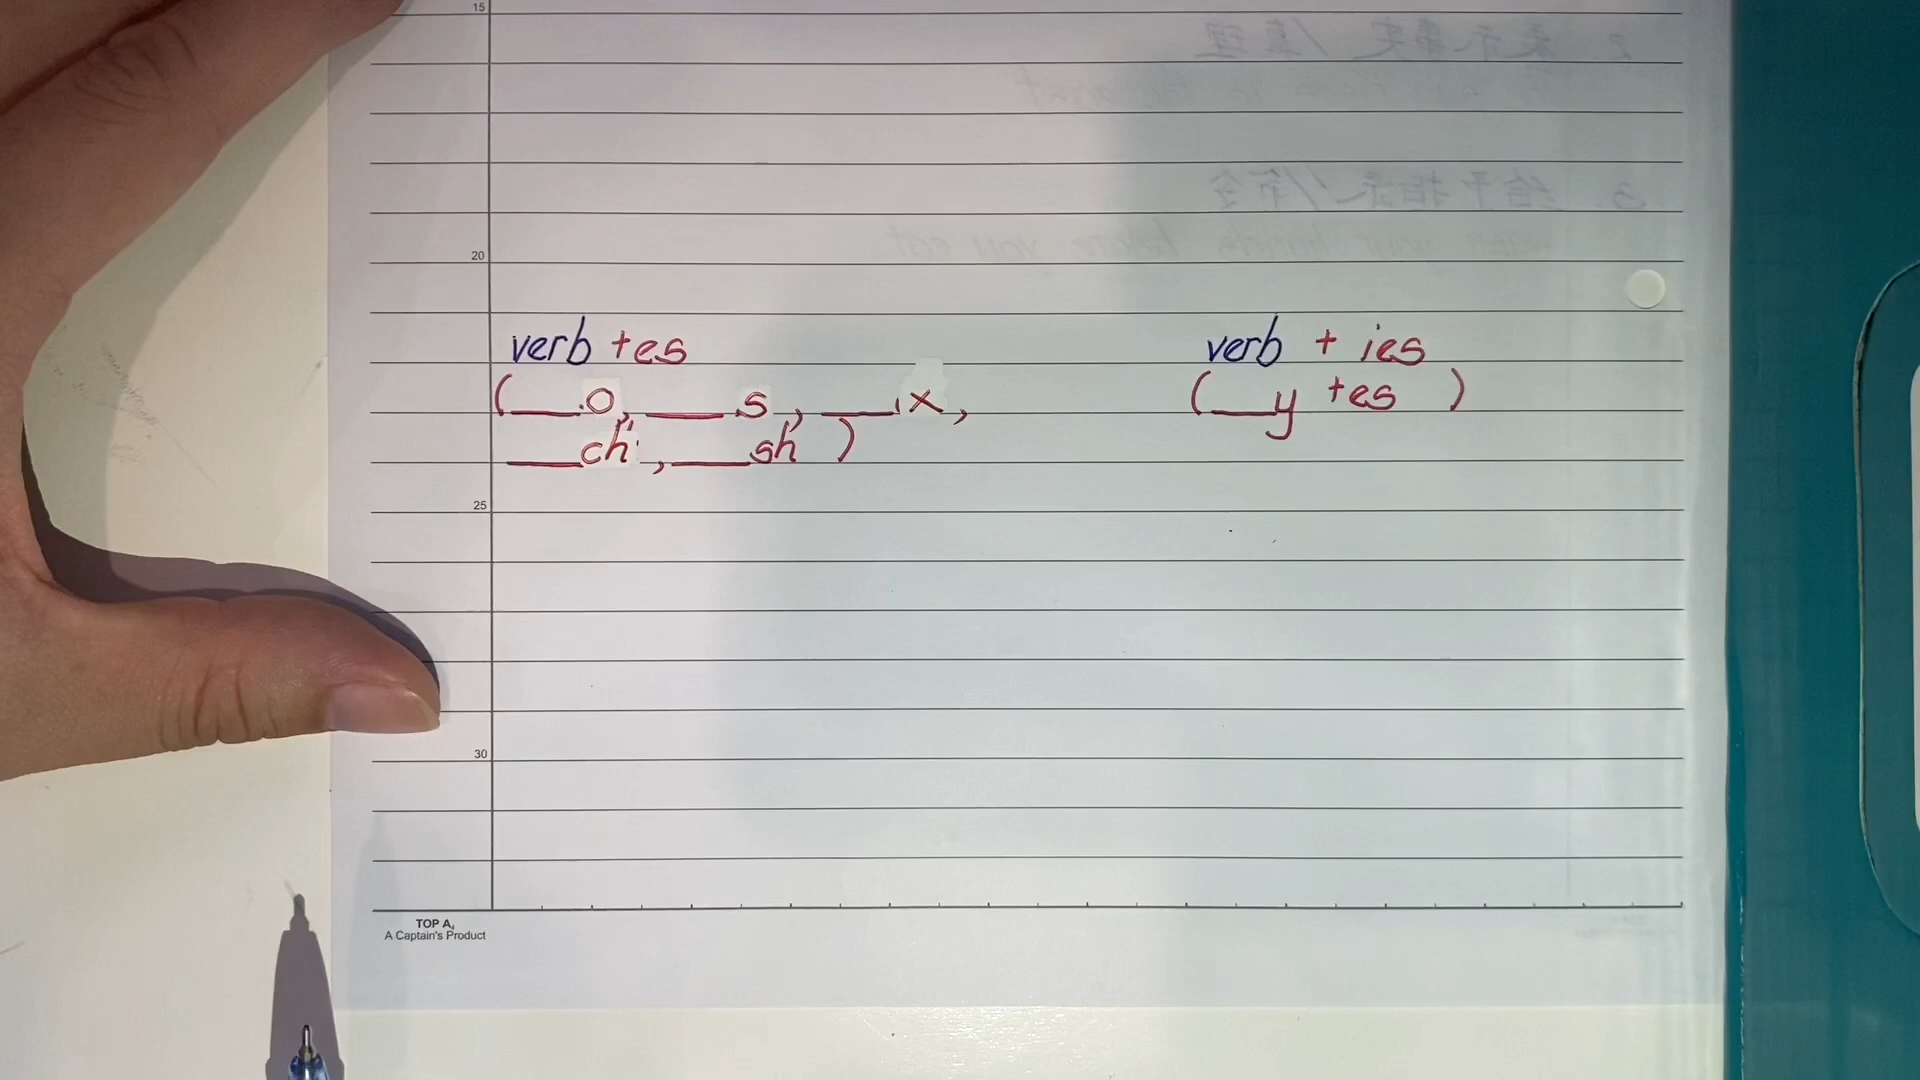 15
20
verb +es
verb + ies
(___o, ___s, ___x,
(___y +es )
___ch, ___sh )
25
30
TOP A4
A Captain's Product